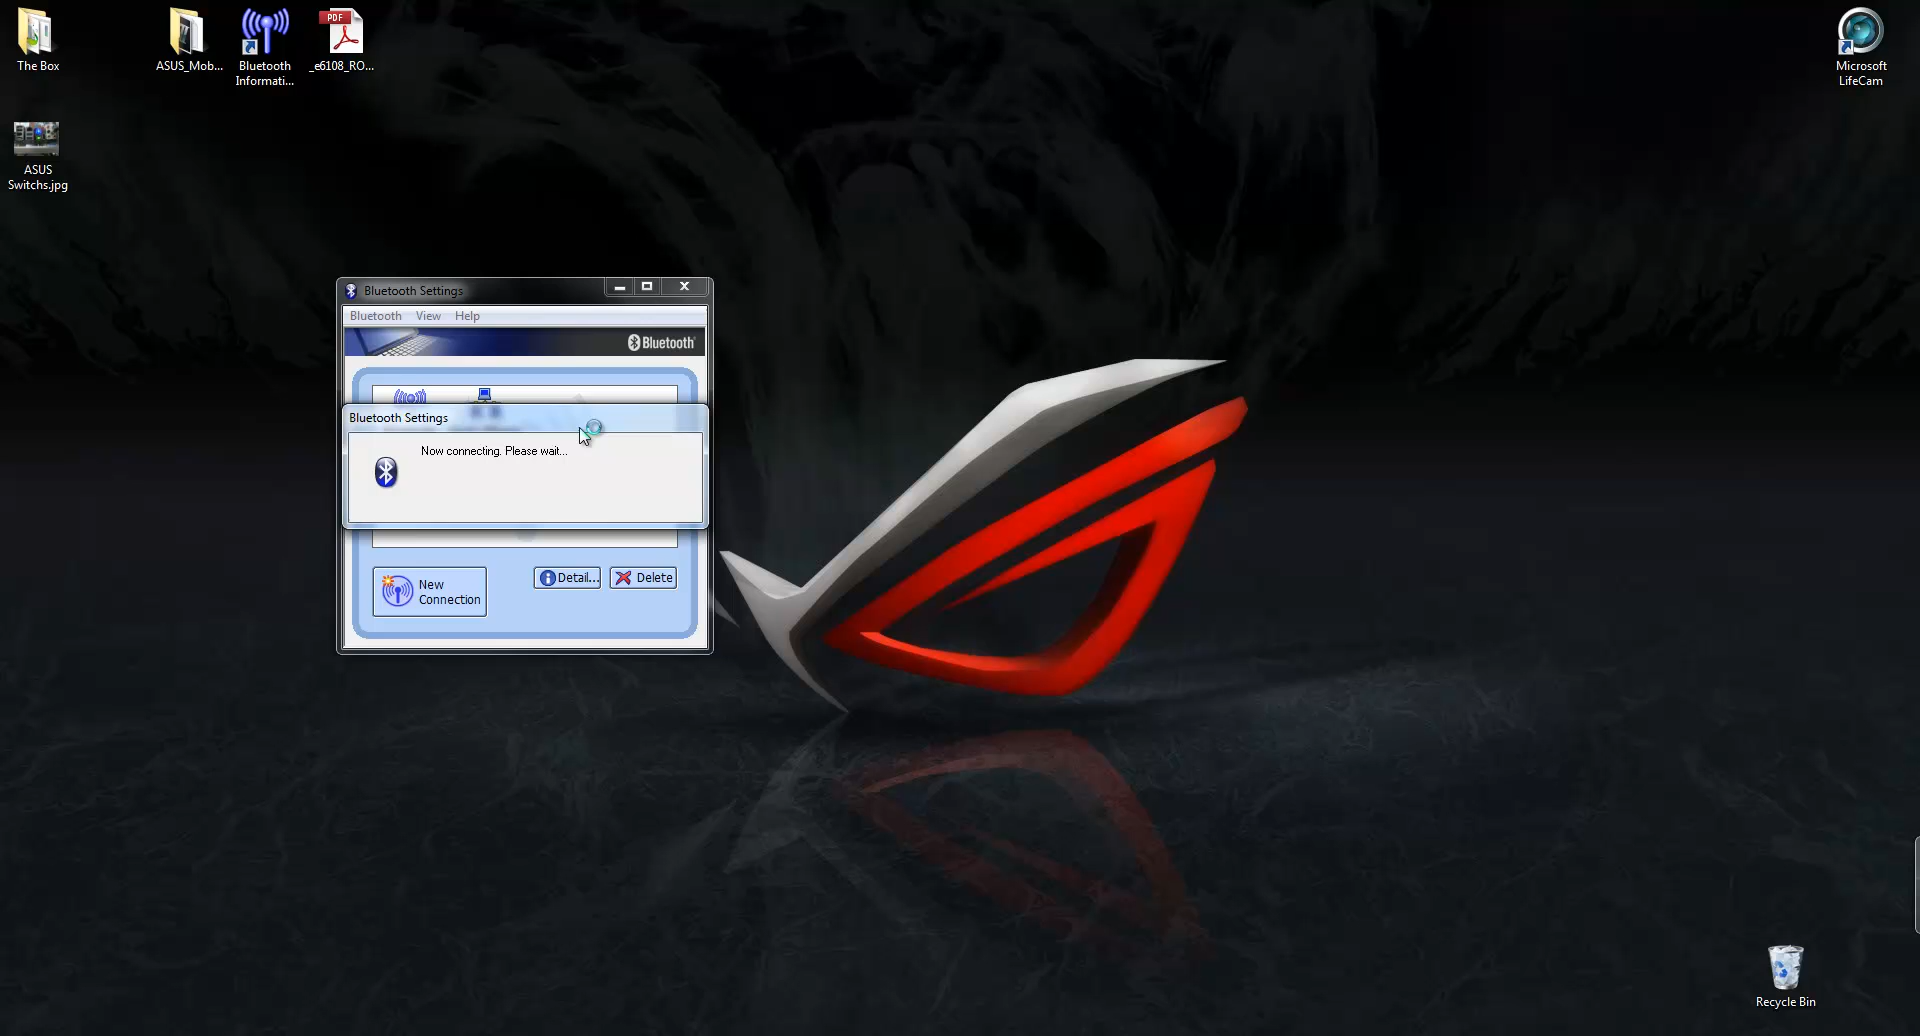 The Box
ASUS_Mob...
Bluetooth
Informati...
PDF
_e6108_RO...
Microsoft
LifeCam
ASUS
Switchs.jpg
Bluetooth Settings
Bluetooth View Help
Bluetooth
Bluetooth Settings
Now connecting. Please wait...
New
Connection
Detail...
Delete
Recycle Bin